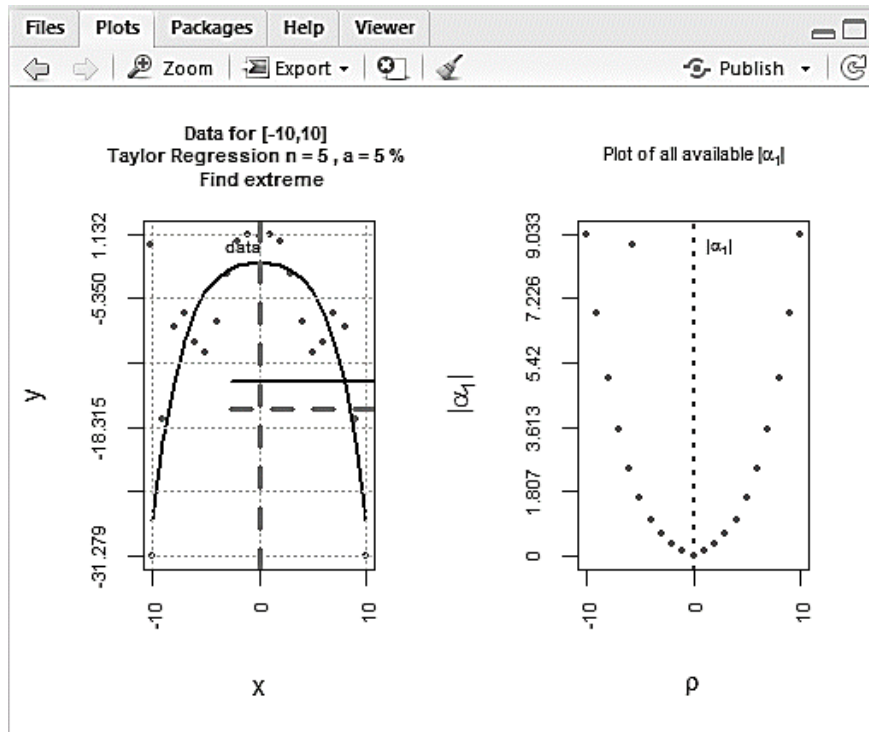 Files Plots Packages Help Viewer
Zoom Export Publish
Data for [-10,10]
Taylor Regression n = 5 , a = 5 %
Find extreme
1.132
-5.350
-18.315
-31.279
y
data
-10 0 10
x
Plot of all available |α1|
9.033
7.226
5.42
3.613
1.807
0
|α1|
|α1|
-10 0 10
ρ